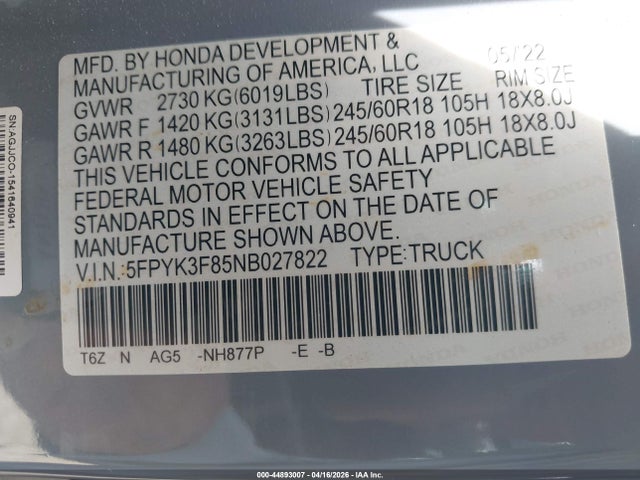 MFD. BY HONDA DEVELOPMENT & 05/22
MANUFACTURING OF AMERICA, LLC
GVWR 2730 KG(6019LBS) TIRE SIZE RIM SIZE
GAWR F 1420 KG(3131LBS) 245/60R18 105H 18X8.0J
GAWR R 1480 KG(3263LBS) 245/60R18 105H 18X8.0J
THIS VEHICLE CONFORMS TO ALL APPLICABLE
FEDERAL MOTOR VEHICLE SAFETY
STANDARDS IN EFFECT ON THE DATE OF
MANUFACTURE SHOWN ABOVE.
V.I.N.:5FPYK3F85NB027822 TYPE:TRUCK
T6Z N AG5 -NH877P -E -B
SN:AGJJCO-1541640941
000-44893007 - 04/16/2026 - IAA Inc.